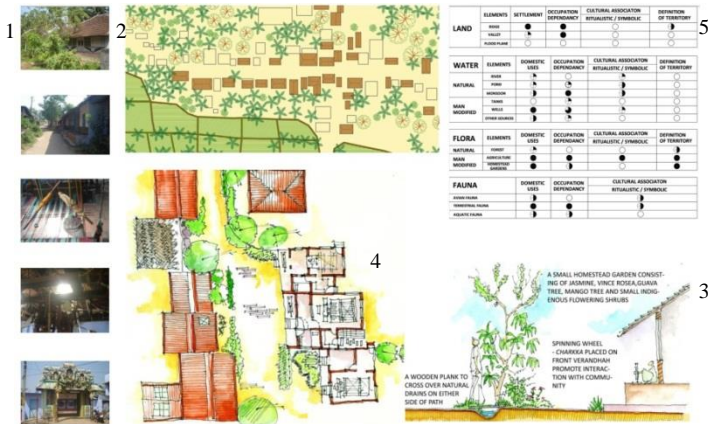 1
2
5
ELEMENTS SETTLEMENT OCCUPATION DEPENDANCY CULTURAL ASSOCIATON RITUALISTIC / SYMBOLIC DEFINITION OF TERRITORY
LAND
RIDGE
VALLEY
FLOOD PLANE
WATER
ELEMENTS DOMESTIC USES OCCUPATION DEPENDANCY CULTURAL ASSOCIATON RITUALISTIC / SYMBOLIC DEFINITION OF TERRITORY
NATURAL
RIVER
POND
MONSOON
MAN MODIFIED
TANKS
WELLS
OTHER SOURCES
FLORA
ELEMENTS DOMESTIC USES OCCUPATION DEPENDANCY CULTURAL ASSOCIATON RITUALISTIC / SYMBOLIC DEFINITION OF TERRITORY
NATURAL
FOREST
MAN MODIFIED
AGRICULTURE
HOMESTEAD GARDENS
FAUNA
ELEMENTS DOMESTIC USES OCCUPATION DEPENDANCY CULTURAL ASSOCIATON RITUALISTIC / SYMBOLIC
AVIAN FAUNA
TERRESTRIAL FAUNA
AQUATIC FAUNA
4
3
A SMALL HOMESTEAD GARDEN CONSIST-
ING OF JASMINE, VINCE ROSEA,GUAVA
TREE, MANGO TREE AND SMALL INDIG-
ENOUS FLOWERING SHRUBS
SPINNING WHEEL
- CHARKKA PLACED ON
FRONT VERANDHAH
PROMOTE INTERAC-
TION WITH COMMU-
NITY
A WOODEN PLANK TO
CROSS OVER NATURAL
DRAINS ON EITHER
SIDE OF PATH